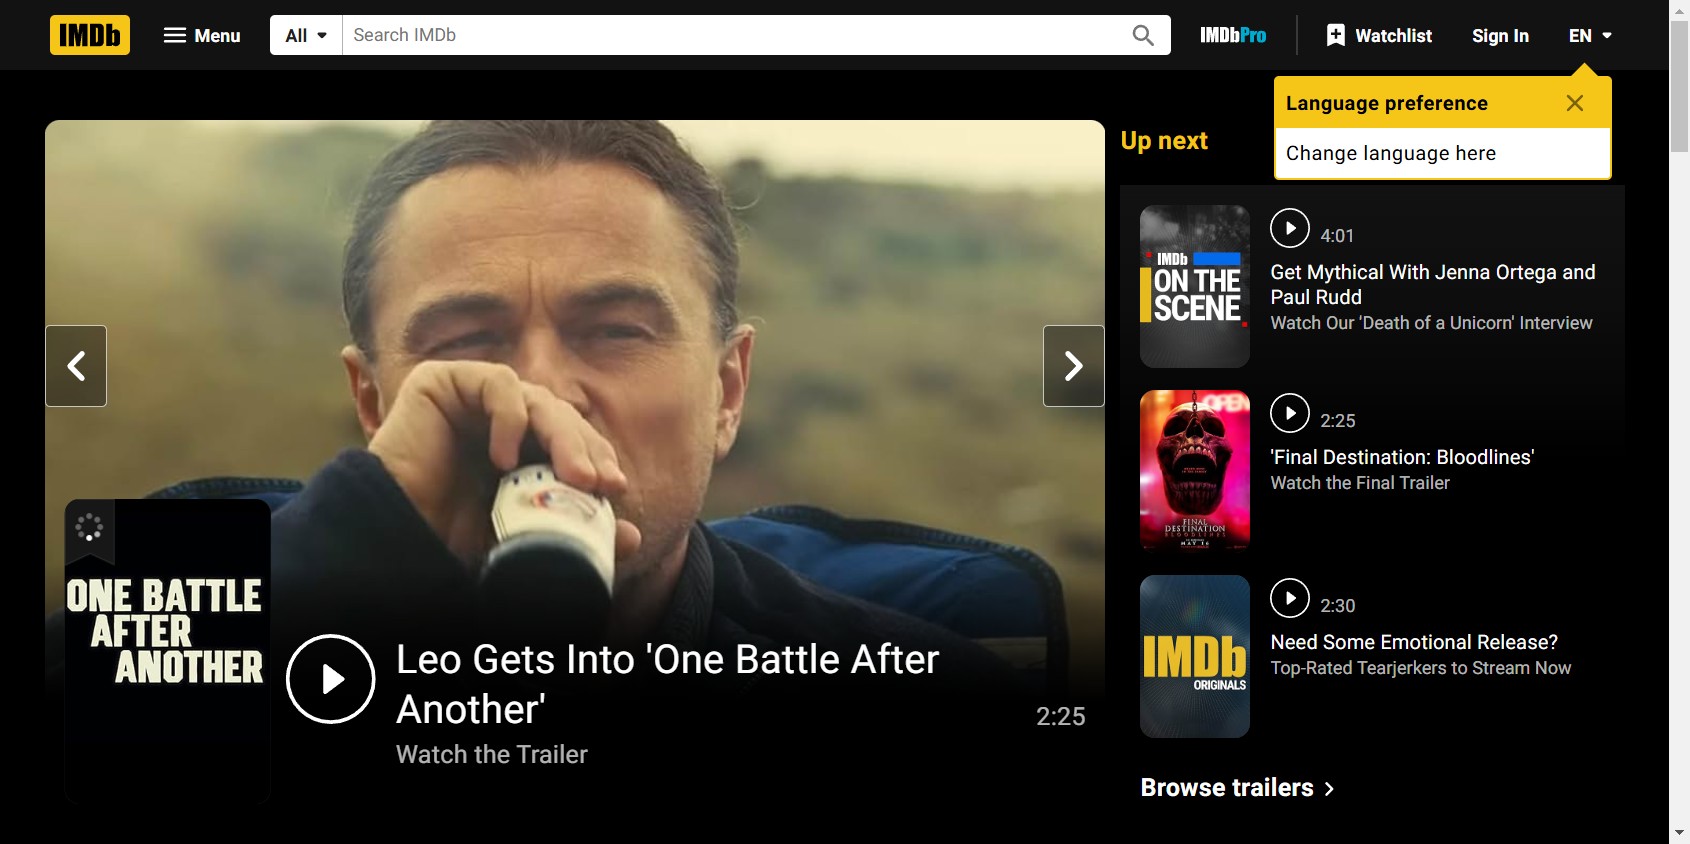 IMDb
Menu
All
Search IMDb
IMDbPro
Watchlist
Sign In
EN
Language preference
Change language here
Up next
IMDb
ON THE
SCENE
4:01
Get Mythical With Jenna Ortega and
Paul Rudd
Watch Our 'Death of a Unicorn' Interview
OPEN
FINAL
DESTINATION
BLOODLINES
MAY 16
2:25
'Final Destination: Bloodlines'
Watch the Final Trailer
IMDb
ORIGINALS
2:30
Need Some Emotional Release?
Top-Rated Tearjerkers to Stream Now
Browse trailers
ONE BATTLE
AFTER
ANOTHER
Leo Gets Into 'One Battle After
Another'
Watch the Trailer
2:25